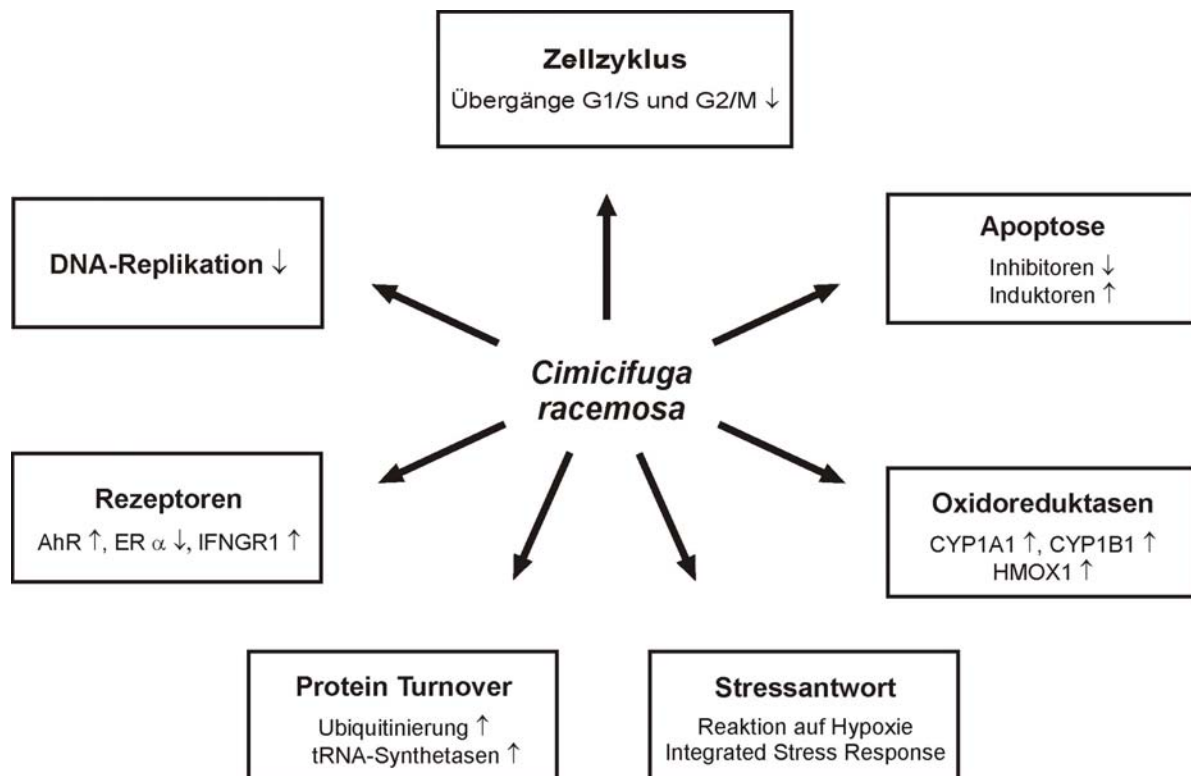 Zellzyklus
Übergänge G1/S und G2/M ↓
DNA-Replikation ↓
Apoptose
Inhibitoren ↓
Induktoren ↑
Cimicifuga
racemosa
Rezeptoren
AhR ↑, ER α ↓, IFNGR1 ↑
Oxidoreduktasen
CYP1A1 ↑, CYP1B1 ↑
HMOX1 ↑
Protein Turnover
Ubiquitinierung ↑
tRNA-Synthetasen ↑
Stressantwort
Reaktion auf Hypoxie
Integrated Stress Response